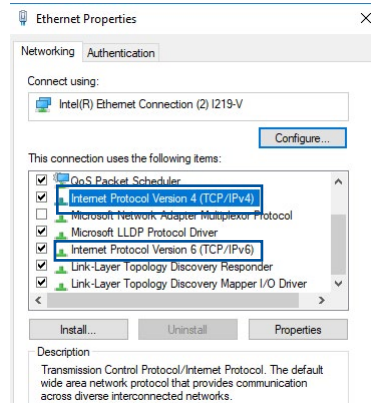 Ethernet Properties
Networking
Authentication
Connect using:
Intel(R) Ethernet Connection (2) I219-V
Configure...
This connection uses the following items:
QoS Packet Scheduler
Internet Protocol Version 4 (TCP/IPv4)
Microsoft Network Adapter Multiplexor Protocol
Microsoft LLDP Protocol Driver
Internet Protocol Version 6 (TCP/IPv6)
Link-Layer Topology Discovery Responder
Link-Layer Topology Discovery Mapper I/O Driver
Install...
Uninstall
Properties
Description
Transmission Control Protocol/Internet Protocol. The default
wide area network protocol that provides communication
across diverse interconnected networks.